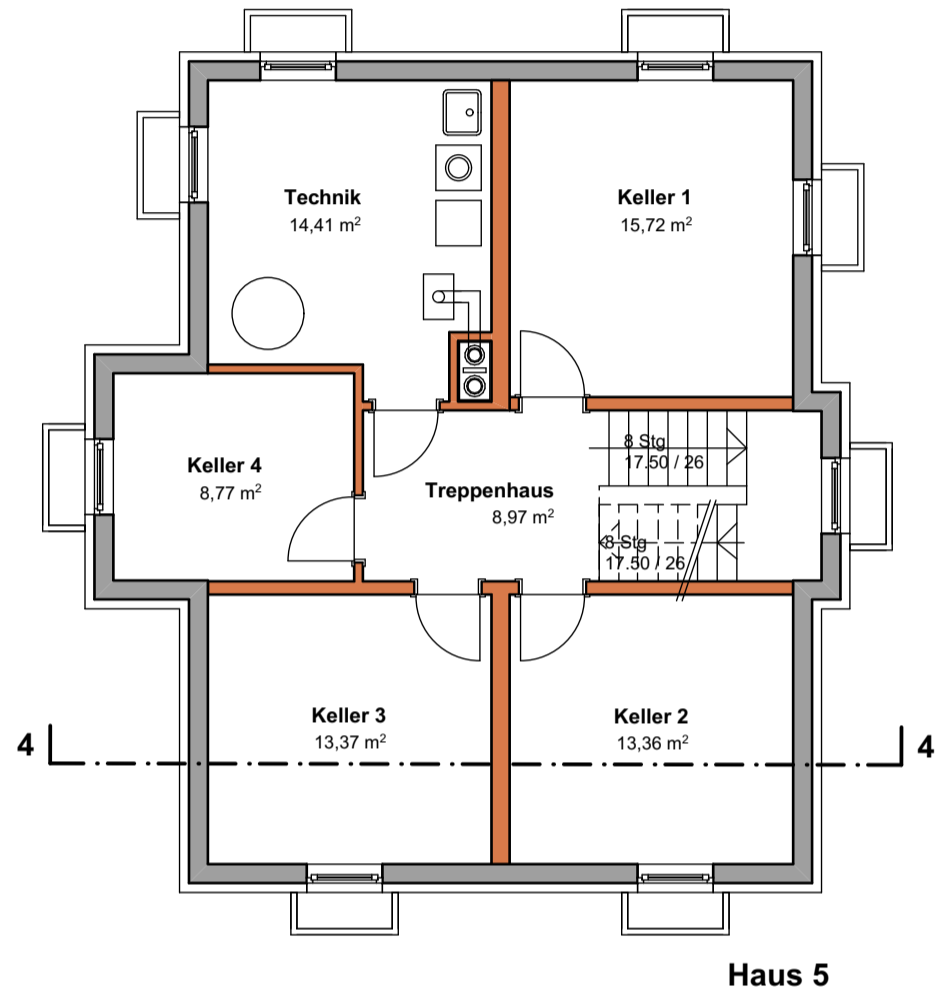 Technik
14,41 m²
Keller 1
15,72 m²
8 Stg
17.50 / 26
Keller 4
8,77 m²
Treppenhaus
8,97 m²
8 Stg
17.50 / 26
Keller 3
13,37 m²
Keller 2
13,36 m²
4
4
Haus 5